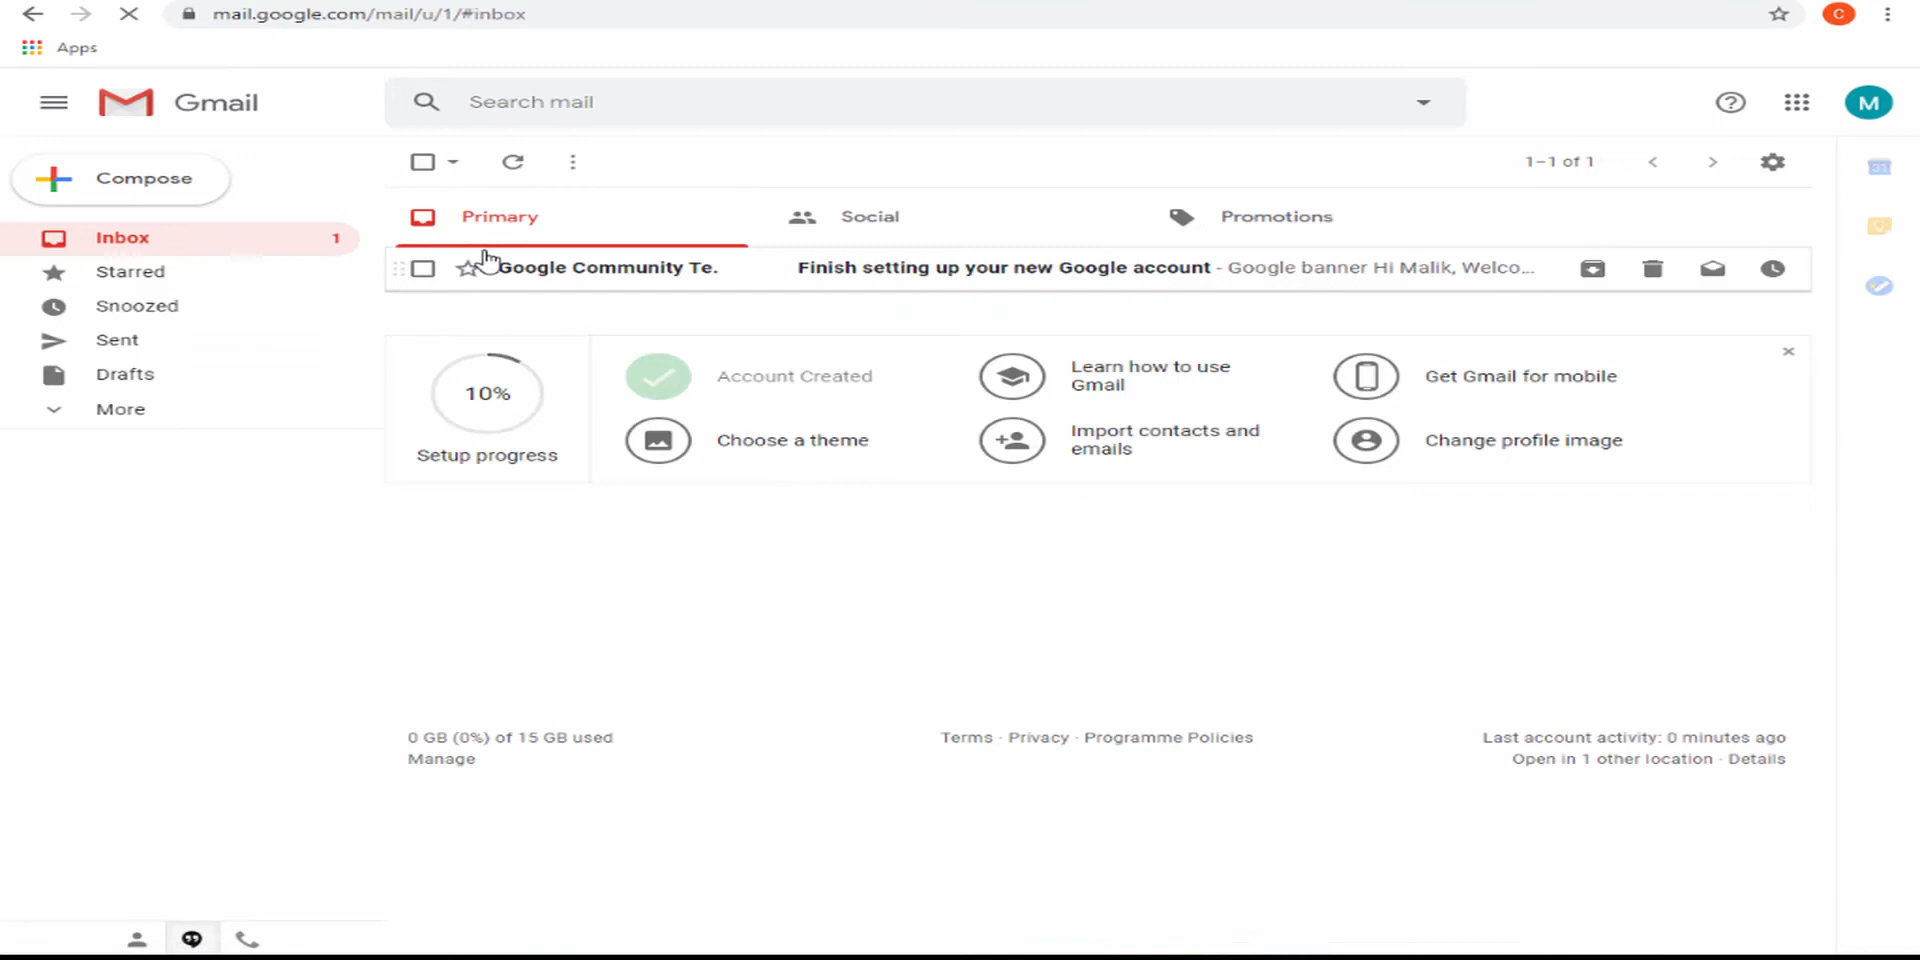 mail.google.com/mail/u/1/#inbox
C
Apps
Gmail
Search mail
M
Compose
1–1 of 1
Primary
Social
Promotions
Inbox
1
Google Community Te.
Finish setting up your new Google account - Google banner Hi Malik, Welco...
Starred
Snoozed
Sent
Drafts
More
10%
Setup progress
Account Created
Learn how to use
Gmail
Get Gmail for mobile
Choose a theme
Import contacts and
emails
Change profile image
0 GB (0%) of 15 GB used
Manage
Terms · Privacy · Programme Policies
Last account activity: 0 minutes ago
Open in 1 other location · Details